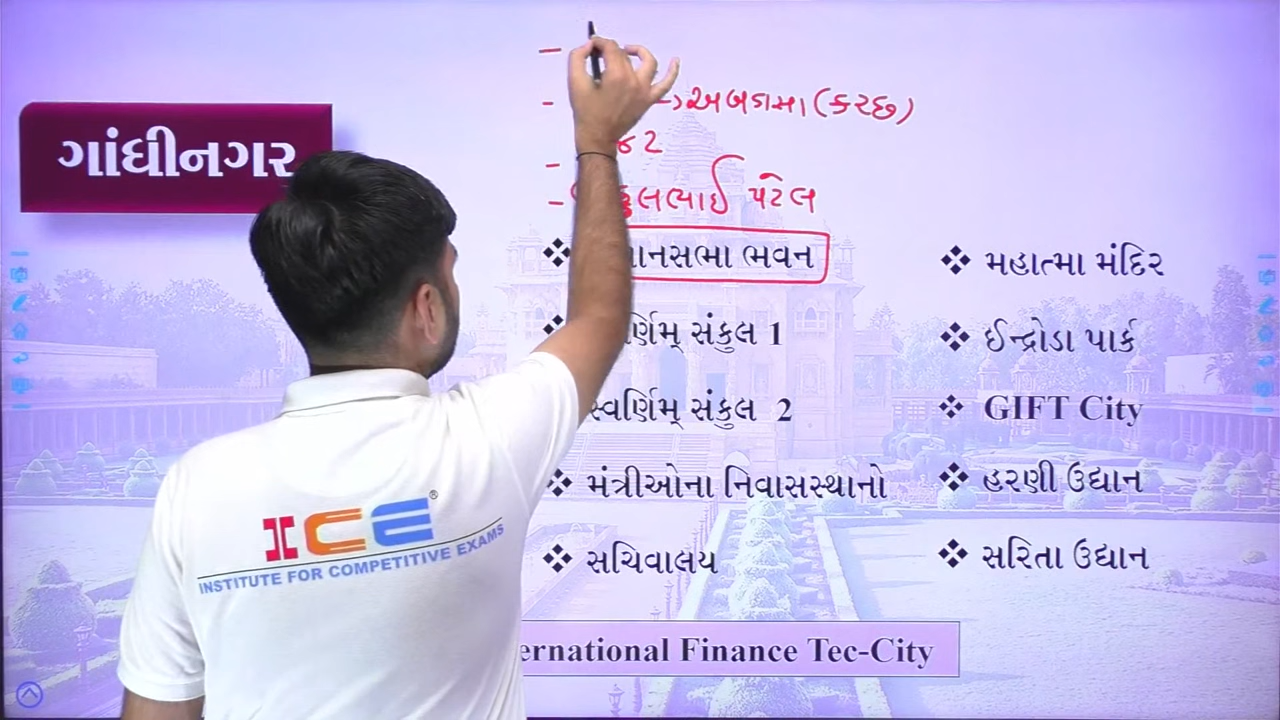 →અબડામા (કચ્છ)
૪૨
લભાઈ પટેલ
ગાંધીનગર
ાનસભા ભવન
ર્ણિમ્ સંકુલ 1
સ્વર્ણિમ્ સંકુલ 2
મંત્રીઓના નિવાસસ્થાનો
સચિવાલય
મહાત્મા મંદિર
ઈન્દ્રોડા પાર્ક
GIFT City
હરણી ઉદ્યાન
સરિતા ઉદ્યાન
ernational Finance Tec-City
ICE®
INSTITUTE FOR COMPETITIVE EXAMS